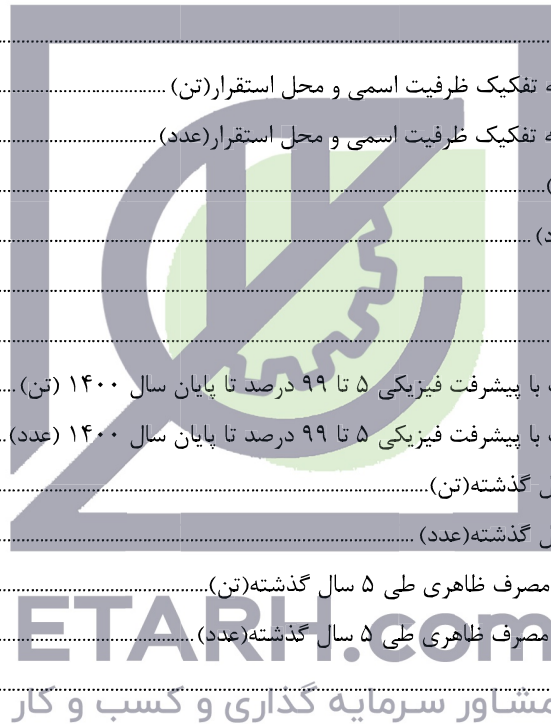 تفکیک ظرفیت اسمی و محل استقرار(تن)
تفکیک ظرفیت اسمی و محل استقرار(عدد)
با پیشرفت فیزیکی ۵ تا ۹۹ درصد تا پایان سال ۱۴۰۰ (تن)
با پیشرفت فیزیکی ۵ تا ۹۹ درصد تا پایان سال ۱۴۰۰ (عدد)
گذشته(تن)
گذشته(عدد)
مصرف ظاهری طی ۵ سال گذشته(تن)
مصرف ظاهری طی ۵ سال گذشته(عدد)
ETARH.com
مشاور سرمایه گذاری و کسب و کار